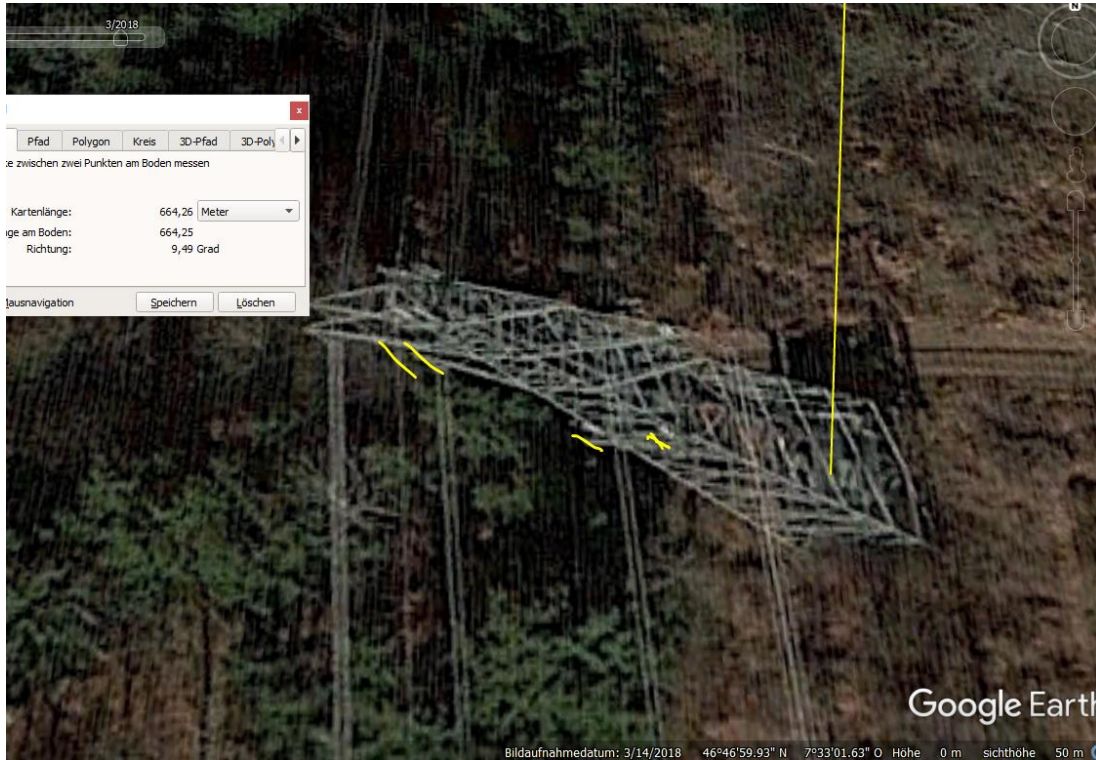 3/2018
N
Pfad Polygon Kreis 3D-Pfad 3D-Poly
zwischen zwei Punkten am Boden messen
Kartenlänge: 664,26 Meter
am Boden: 664,25
Richtung: 9,49 Grad
Mausnavigation Speichern Löschen
Google Earth
Bildaufnahmedatum: 3/14/2018 46°46'59.93" N 7°33'01.63" O Höhe 0 m sichthöhe 50 m